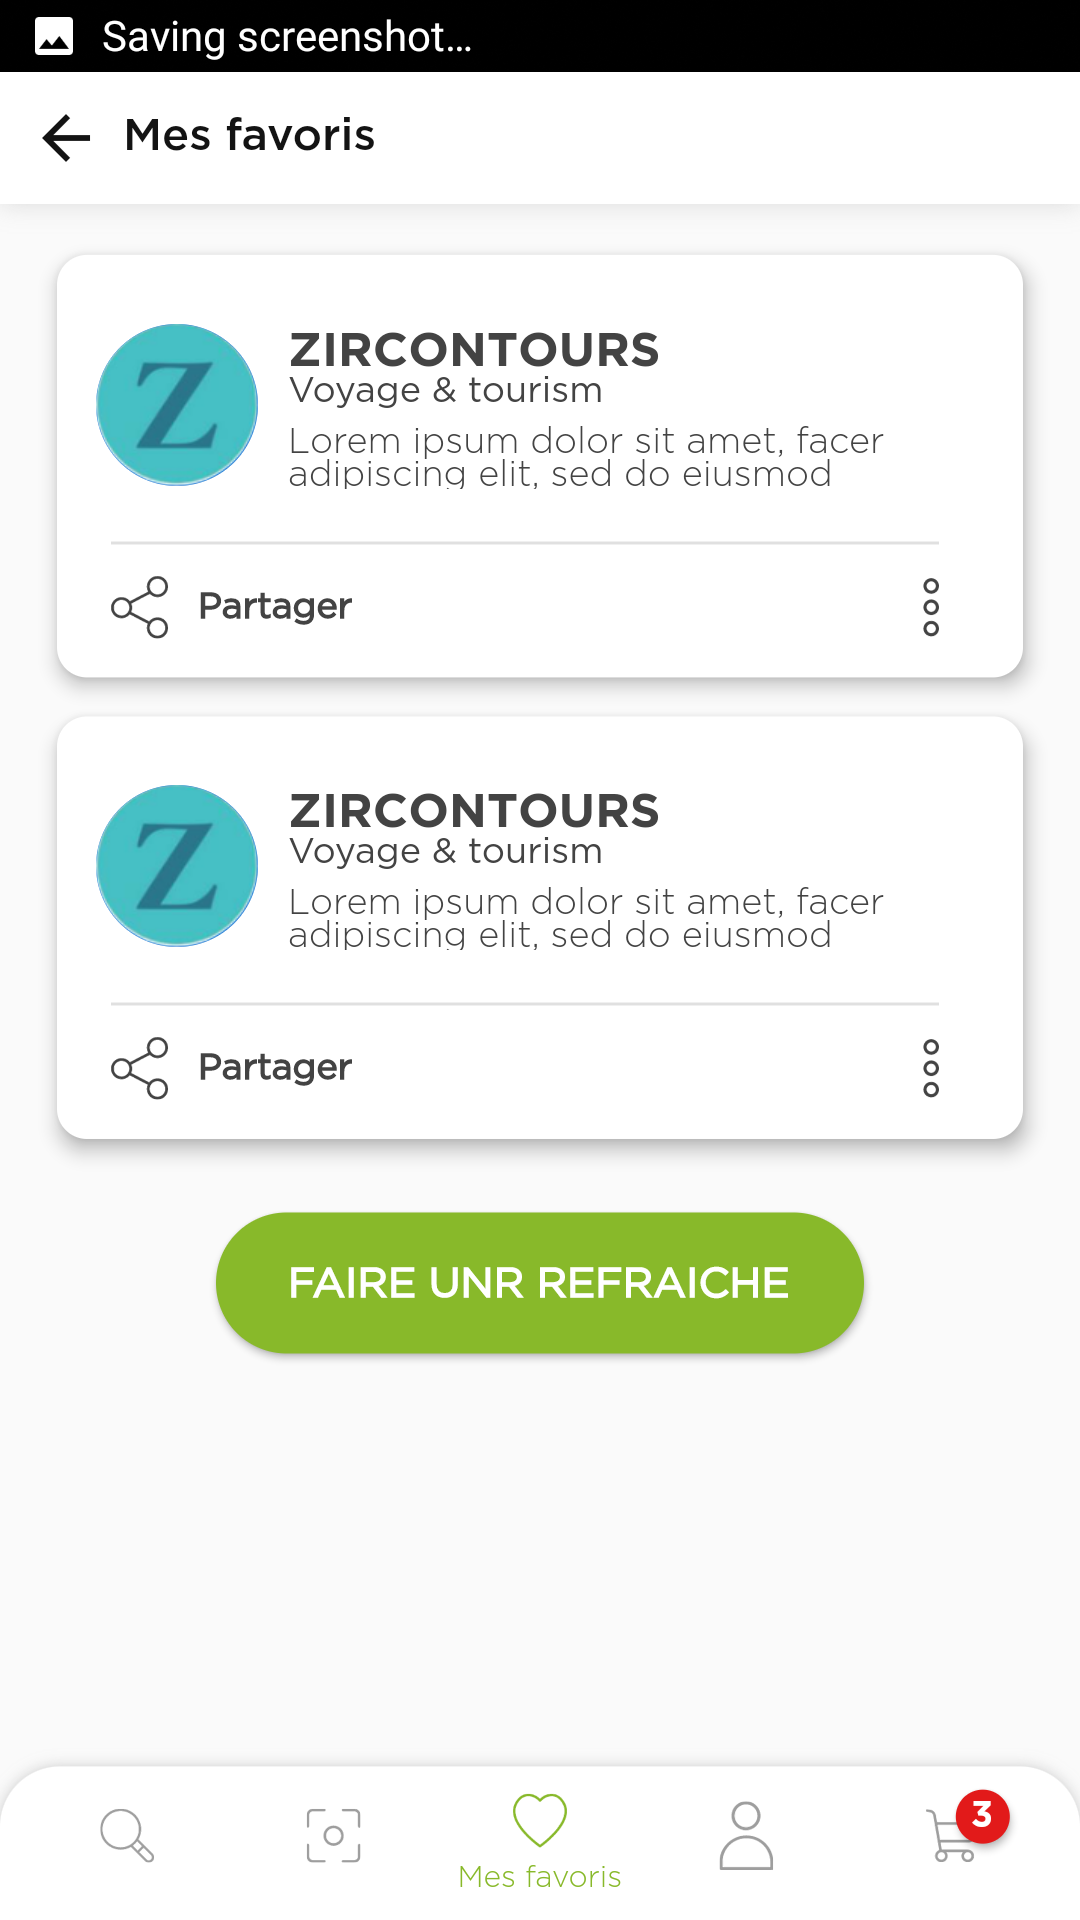 Saving screenshot...
Mes favoris
Z
ZIRCONTOURS
Voyage & tourism
Lorem ipsum dolor sit amet, facer
adipiscing elit, sed do eiusmod
Partager
Z
ZIRCONTOURS
Voyage & tourism
Lorem ipsum dolor sit amet, facer
adipiscing elit, sed do eiusmod
Partager
FAIRE UNR REFRAICHE
3
Mes favoris